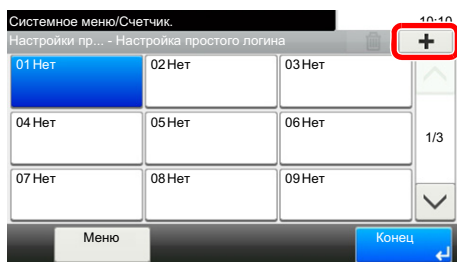 Системное меню/Счетчик. 10:10
Настройки пр... - Настройка простого логина
+
01 Нет 02 Нет 03 Нет
04 Нет 05 Нет 06 Нет
1/3
07 Нет 08 Нет 09 Нет
Меню Конец